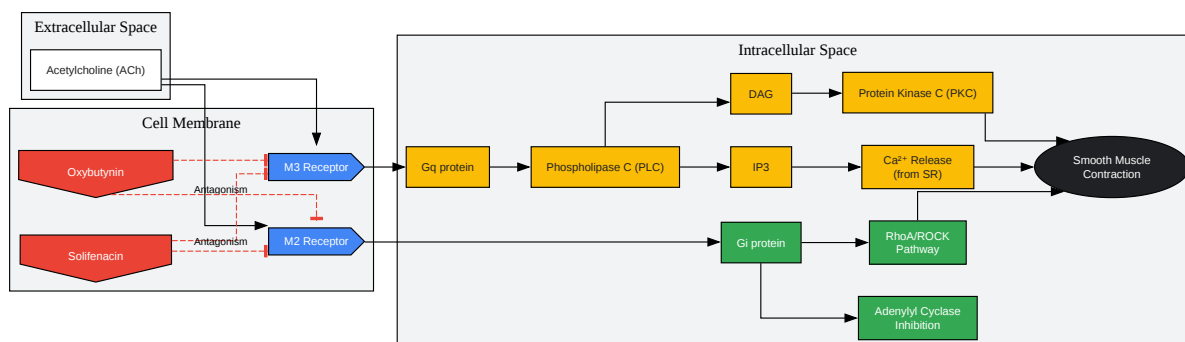 Extracellular Space
Acetylcholine (ACh)
Cell Membrane
Oxybutynin
Antagonism
Solifenacin
Antagonism
M3 Receptor
M2 Receptor
Intracellular Space
DAG
Protein Kinase C (PKC)
Gq protein
Phospholipase C (PLC)
IP3
Ca²⁺ Release
(from SR)
Smooth Muscle
Contraction
Gi protein
RhoA/ROCK
Pathway
Adenylyl Cyclase
Inhibition